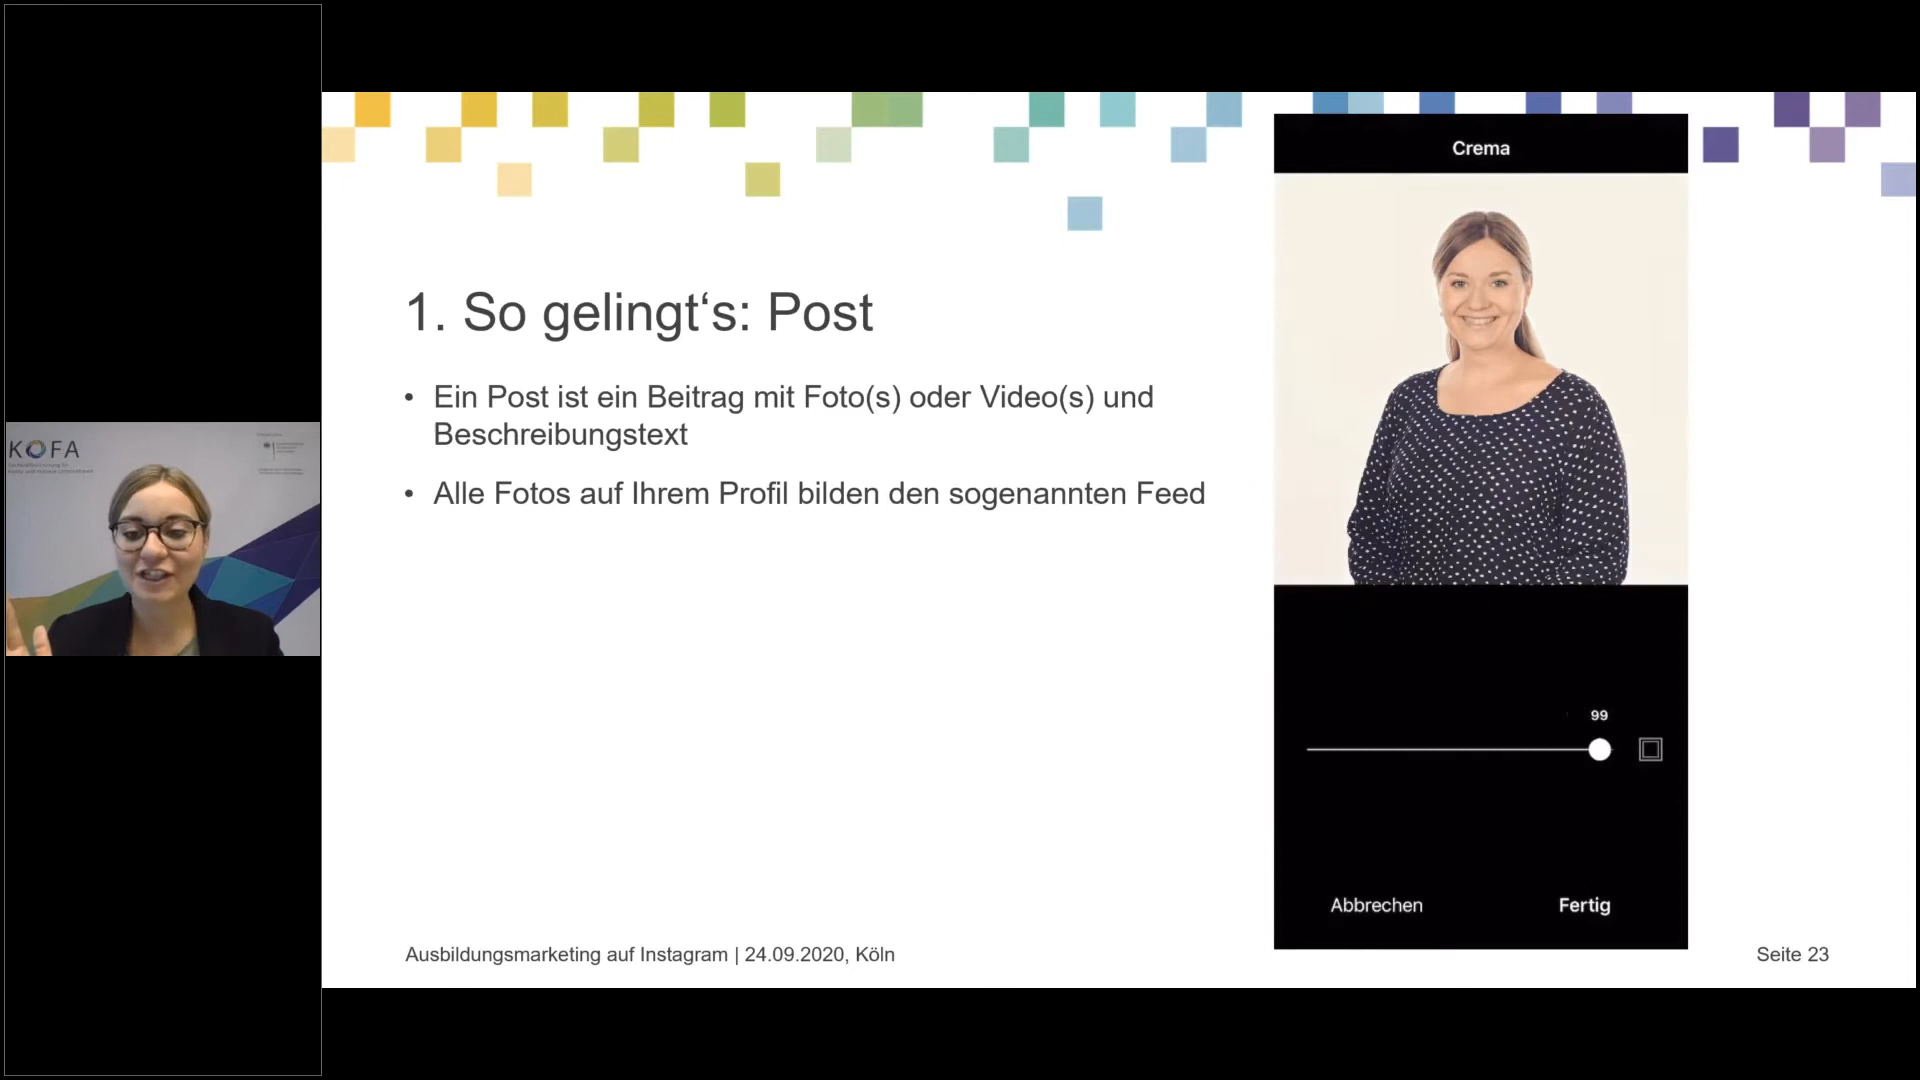 KOFA
Crema
1. So gelingt‘s: Post
• Ein Post ist ein Beitrag mit Foto(s) oder Video(s) und
Beschreibungstext
• Alle Fotos auf Ihrem Profil bilden den sogenannten Feed
99
Abbrechen
Fertig
Ausbildungsmarketing auf Instagram | 24.09.2020, Köln
Seite 23